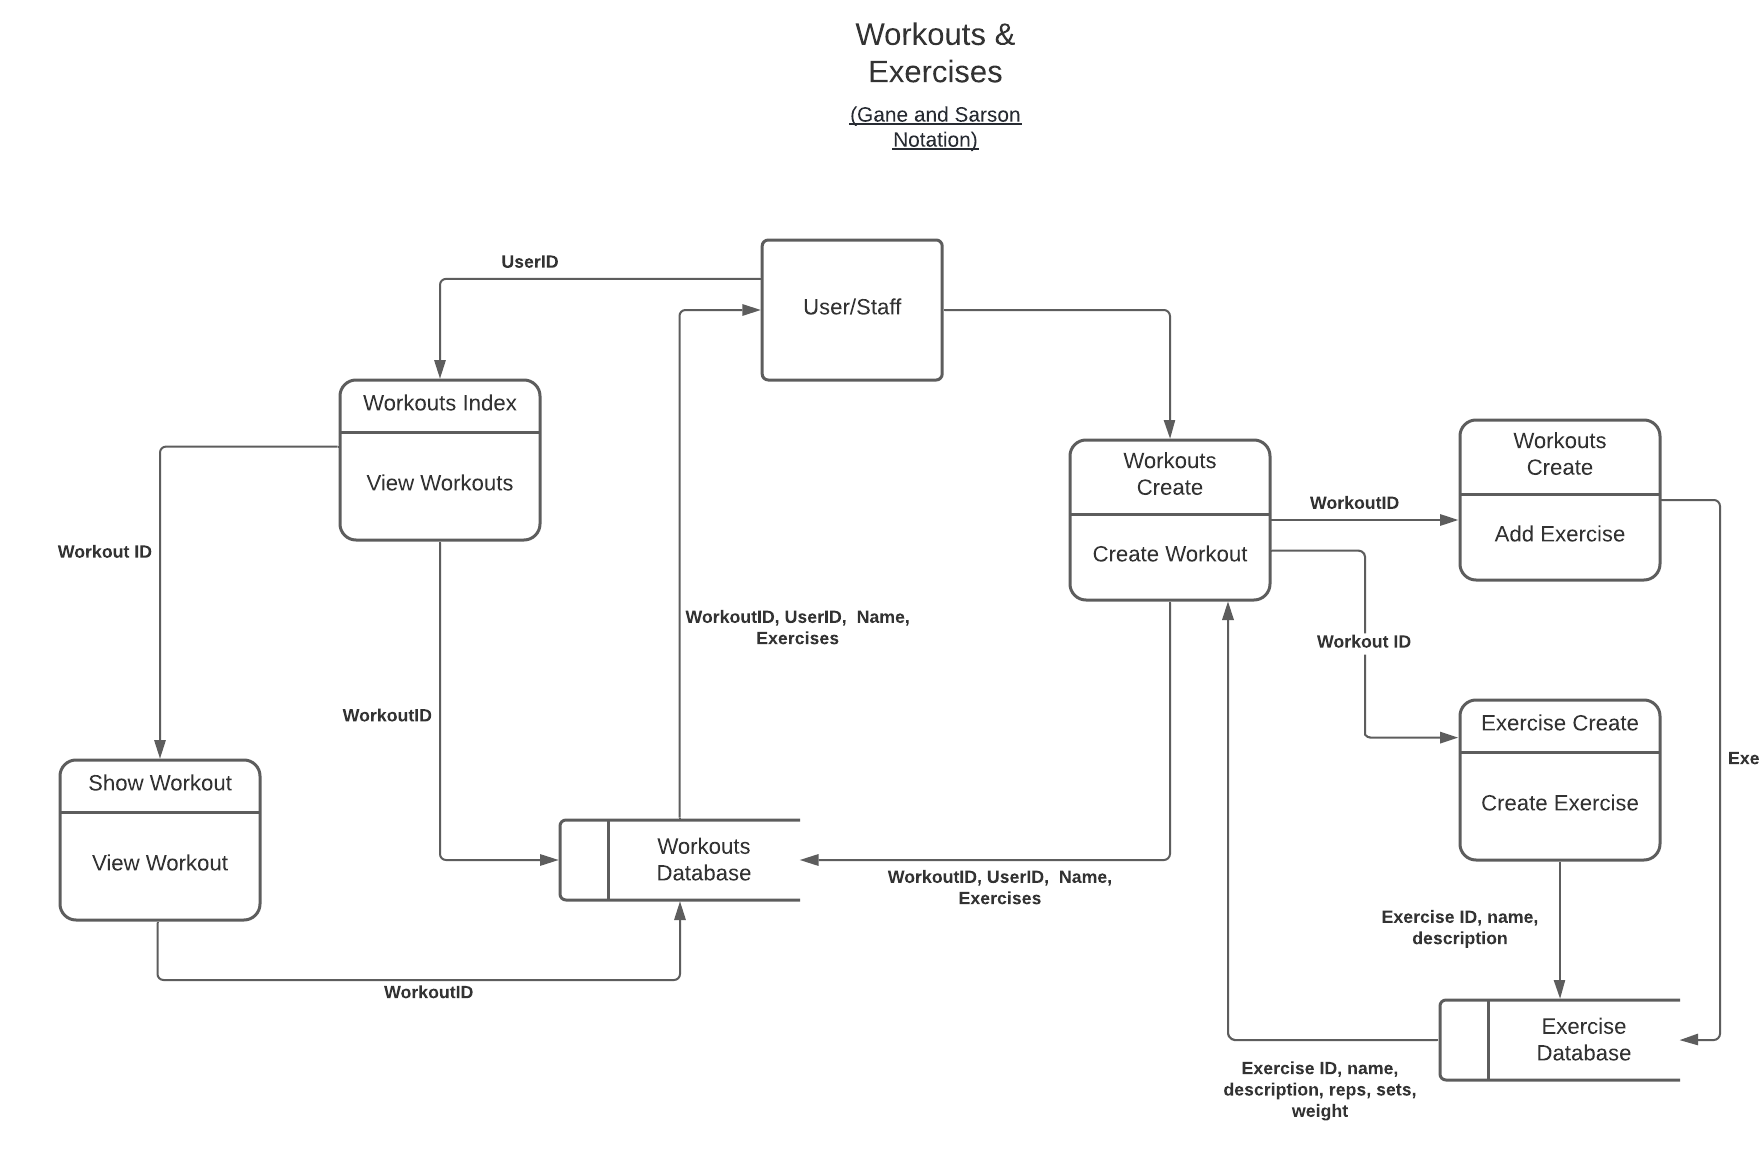 Workouts &
Exercises
(Gane and Sarson
Notation)
UserID
User/Staff
Workouts Index
View Workouts
Workouts
Create
Create Workout
WorkoutID
Workouts
Create
Add Exercise
Workout ID
WorkoutID, UserID,  Name,
Exercises
Workout ID
WorkoutID
Exercise Create
Create Exercise
Exe
Show Workout
View Workout
Workouts
Database
WorkoutID, UserID,  Name,
Exercises
Exercise ID, name,
description
WorkoutID
Exercise
Database
Exercise ID, name,
description, reps, sets,
weight